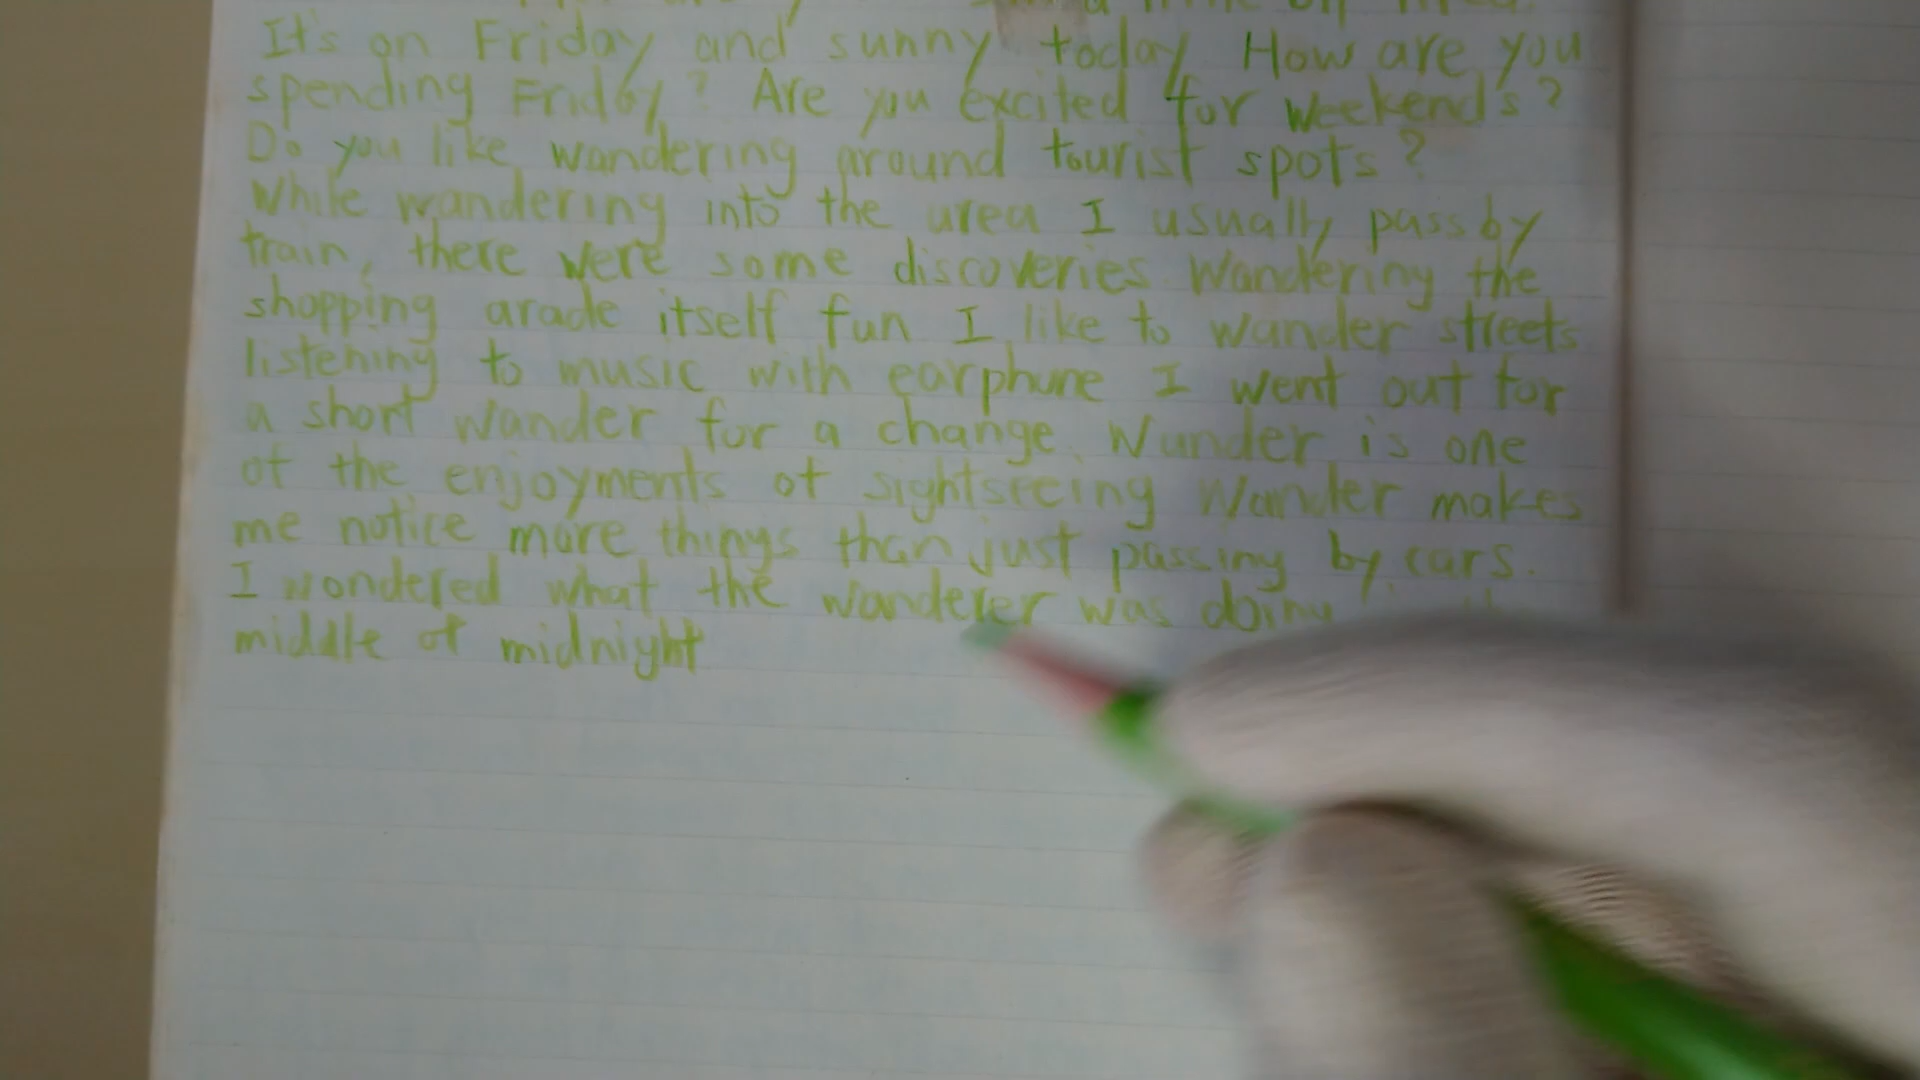 It's on Friday and sunny today How are you
spending Friday? Are you excited for weekends?
Do you like wandering around tourist spots?
While wandering into the area I usually pass by
train, there were some discoveries. Wandering the
shopping arade itself fun I like to wander streets
listening to music with earphone I went out for
a short wander for a change. Wander is one
of the enjoyments of sightseeing Wander makes
me notice more things than just passing by cars.
I wondered what the wanderer was doing
middle of midnight